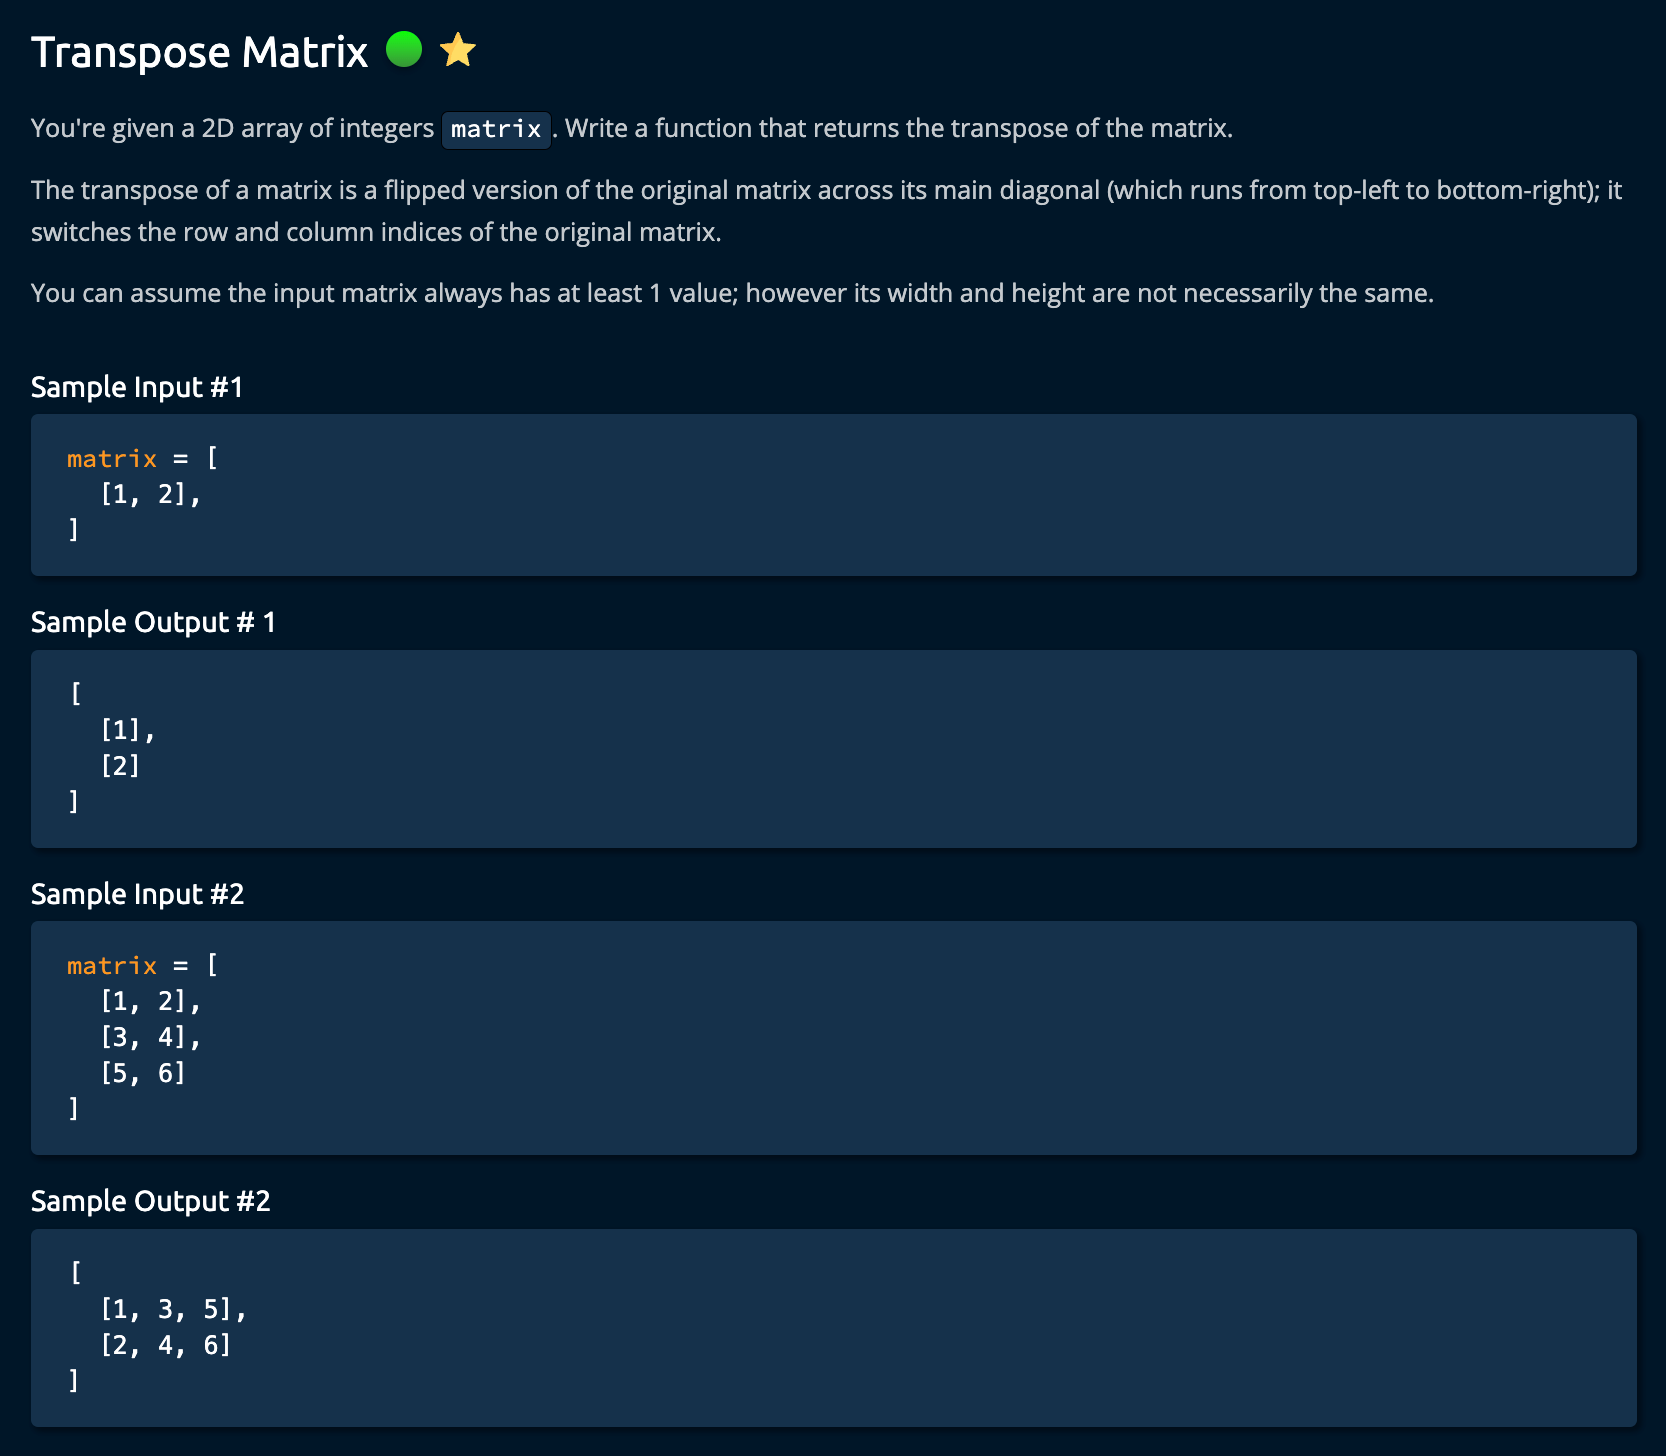 Transpose Matrix
You're given a 2D array of integers matrix. Write a function that returns the transpose of the matrix.
The transpose of a matrix is a flipped version of the original matrix across its main diagonal (which runs from top-left to bottom-right); it
switches the row and column indices of the original matrix.
You can assume the input matrix always has at least 1 value; however its width and height are not necessarily the same.
Sample Input #1
matrix = [
  [1, 2],
]
Sample Output # 1
[
  [1],
  [2]
]
Sample Input #2
matrix = [
  [1, 2],
  [3, 4],
  [5, 6]
]
Sample Output #2
[
  [1, 3, 5],
  [2, 4, 6]
]